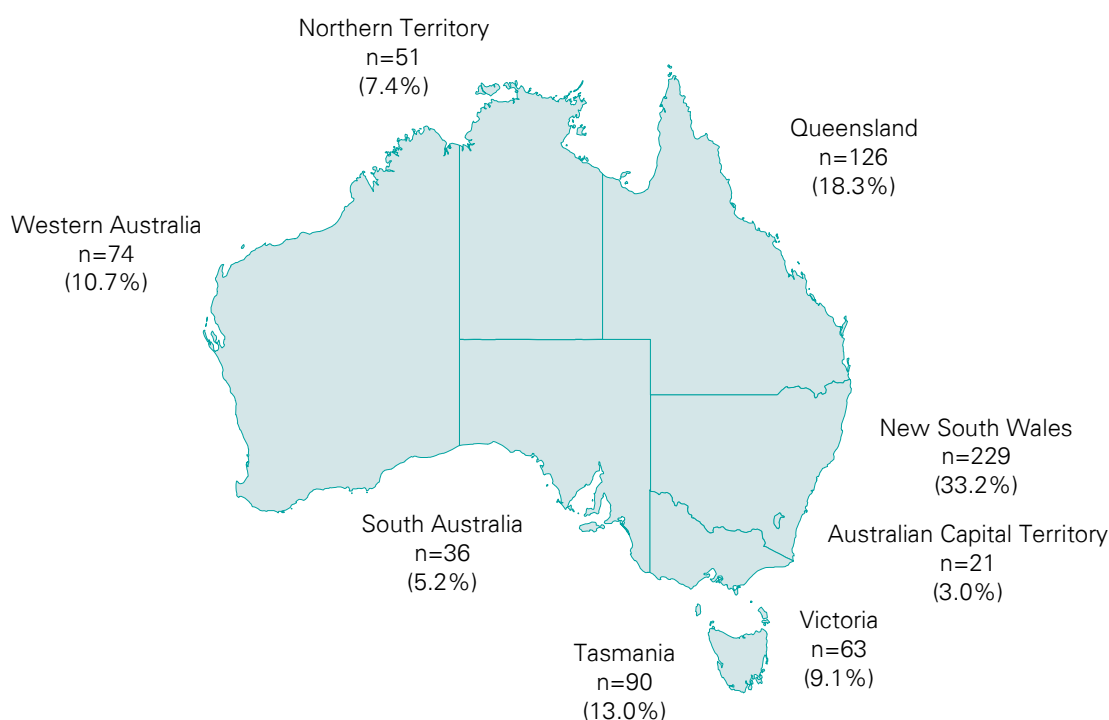 Northern Territory
n=51
(7.4%)
Queensland
n=126
(18.3%)
Western Australia
n=74
(10.7%)
New South Wales
n=229
(33.2%)
South Australia
n=36
(5.2%)
Australian Capital Territory
n=21
(3.0%)
Victoria
n=63
(9.1%)
Tasmania
n=90
(13.0%)